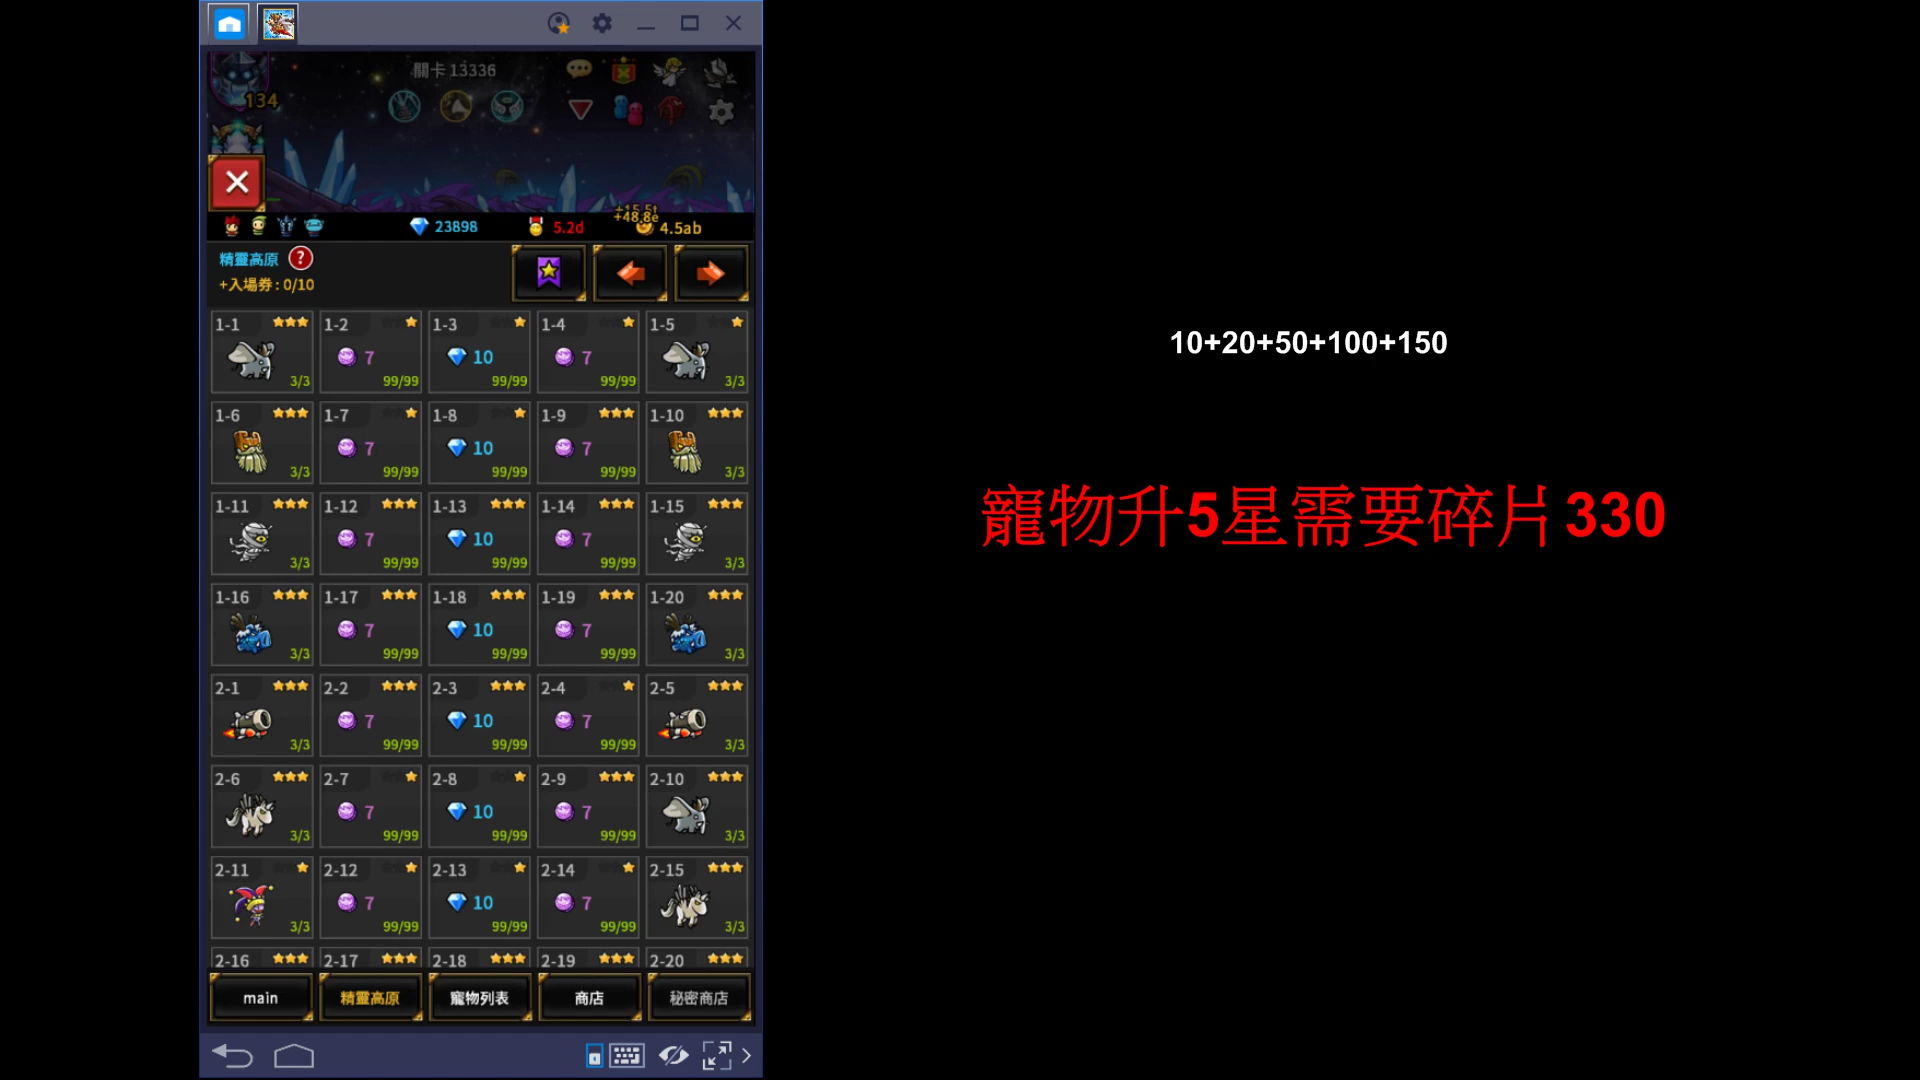 關卡13336
134
23898
5.2d
+15.5t
+48.8e
4.5ab
精靈高原 ?
+入場券 : 0/10
1-1 1-2 1-3 1-4 1-5
7 10 7
3/3 99/99 99/99 99/99 3/3
1-6 1-7 1-8 1-9 1-10
7 10 7
3/3 99/99 99/99 99/99 3/3
1-11 1-12 1-13 1-14 1-15
7 10 7
3/3 99/99 99/99 99/99 3/3
1-16 1-17 1-18 1-19 1-20
7 10 7
3/3 99/99 99/99 99/99 3/3
2-1 2-2 2-3 2-4 2-5
7 10 7
3/3 99/99 99/99 99/99 3/3
2-6 2-7 2-8 2-9 2-10
7 10 7
3/3 99/99 99/99 99/99 3/3
2-11 2-12 2-13 2-14 2-15
7 10 7
3/3 99/99 99/99 99/99 3/3
2-16 2-17 2-18 2-19 2-20
main 精靈高原 寵物列表 商店 秘密商店
10+20+50+100+150
寵物升5星需要碎片330